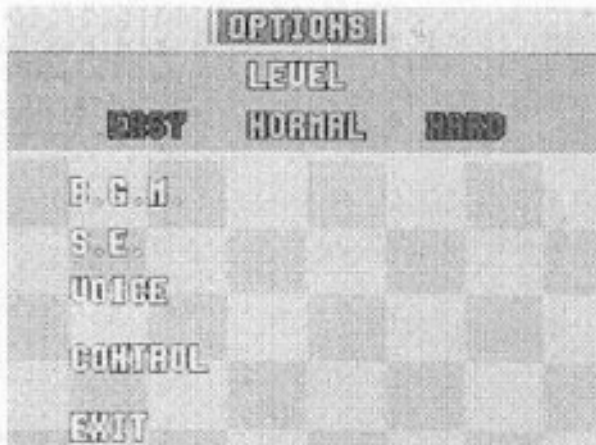 OPTIONS
LEVEL
EASY NORMAL HARD
B.G.M.
S.E.
VOICE
CONTROL
EXIT